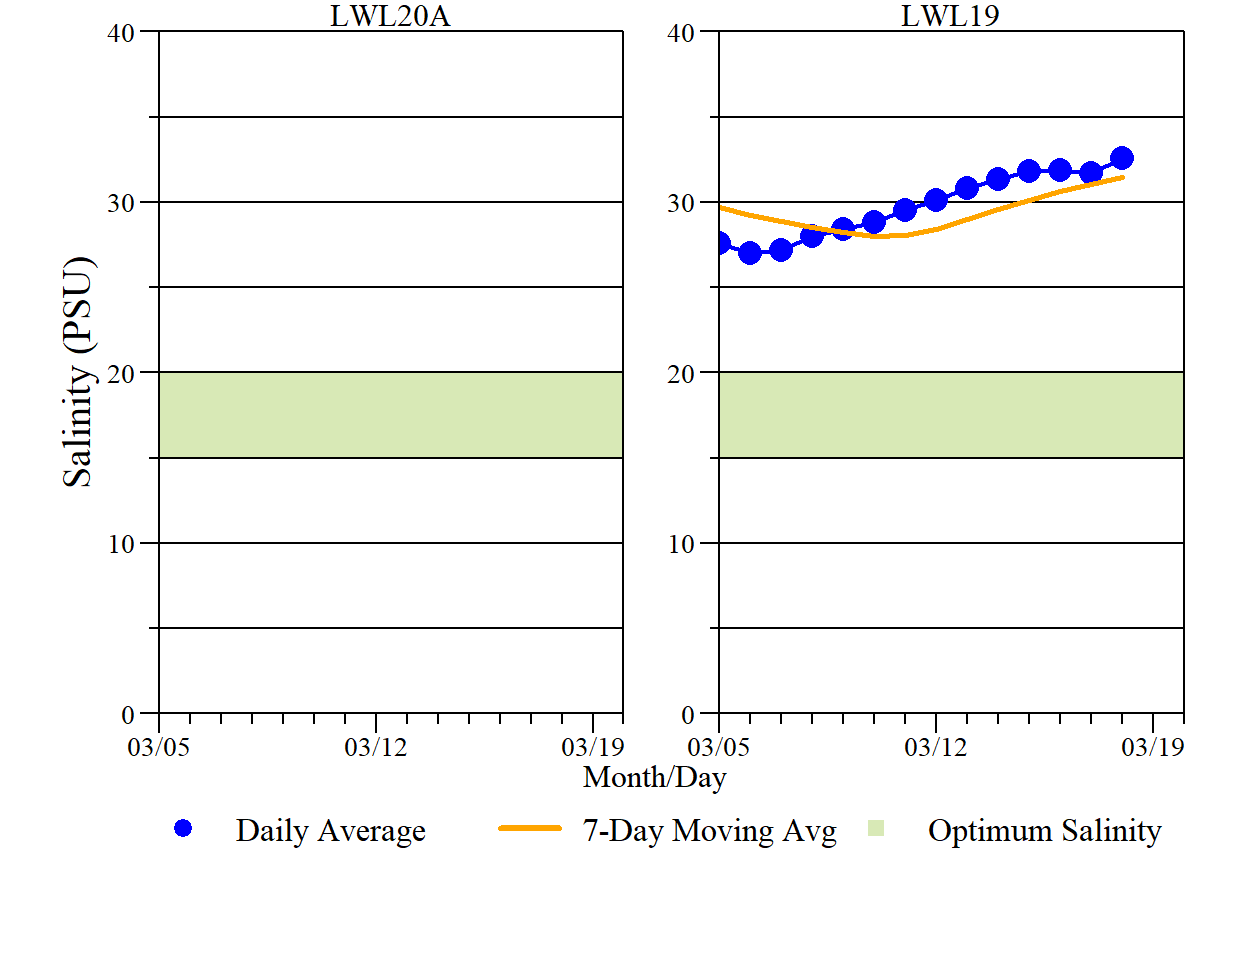 LWL20A LWL19
40 40
30 30
Salinity (PSU)
20 20
10 10
0 0
03/05 03/12 03/19 03/05 03/12 03/19
Month/Day
Daily Average 7-Day Moving Avg Optimum Salinity